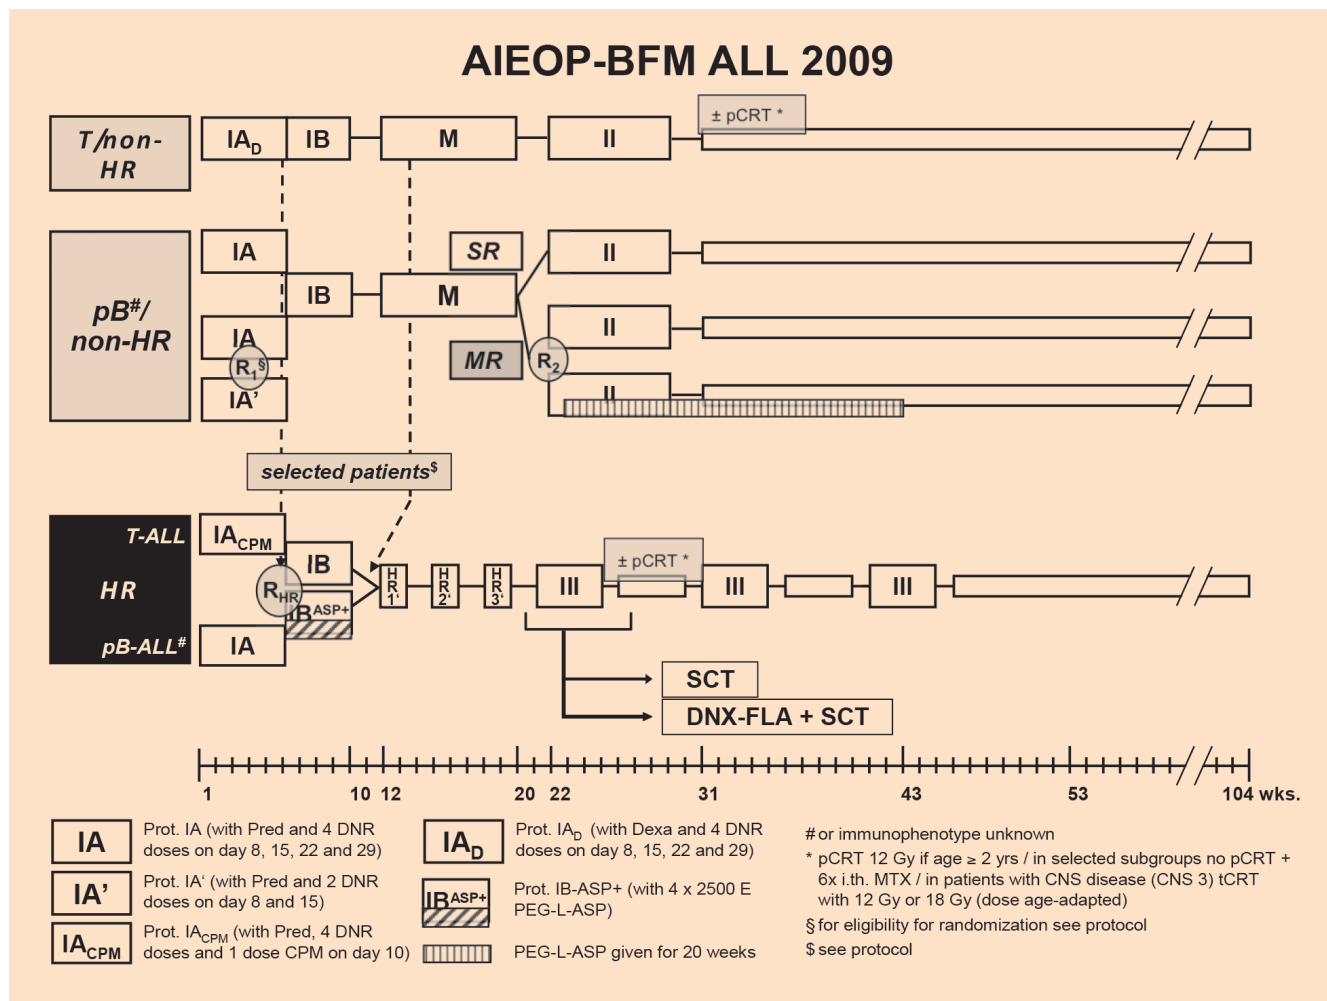 AIEOP-BFM ALL 2009
± pCRT *
T/non-
HR
IAD
IB
M
II
IA
SR
II
pB#/
non-HR
IB
M
IA
II
R1§
MR
R2
IA’
II
selected patients$
T-ALL
IACPM
HR
IB
± pCRT *
RHR
HR1‘
HR2‘
HR3‘
III
III
III
IBASP+
pB-ALL#
IA
SCT
DNX-FLA + SCT
1 10 12 20 22 31 43 53 104 wks.
IA
Prot. IA (with Pred and 4 DNR
doses on day 8, 15, 22 and 29)
IA’
Prot. IA‘ (with Pred and 2 DNR
doses on day 8 and 15)
IACPM
Prot. IACPM (with Pred, 4 DNR
doses and 1 dose CPM on day 10)
IAD
Prot. IAD (with Dexa and 4 DNR
doses on day 8, 15, 22 and 29)
IBASP+
Prot. IB-ASP+ (with 4 x 2500 E
PEG-L-ASP)
PEG-L-ASP given for 20 weeks
# or immunophenotype unknown
* pCRT 12 Gy if age ≥ 2 yrs / in selected subgroups no pCRT +
6x i.th. MTX / in patients with CNS disease (CNS 3) tCRT
with 12 Gy or 18 Gy (dose age-adapted)
§ for eligibility for randomization see protocol
$ see protocol